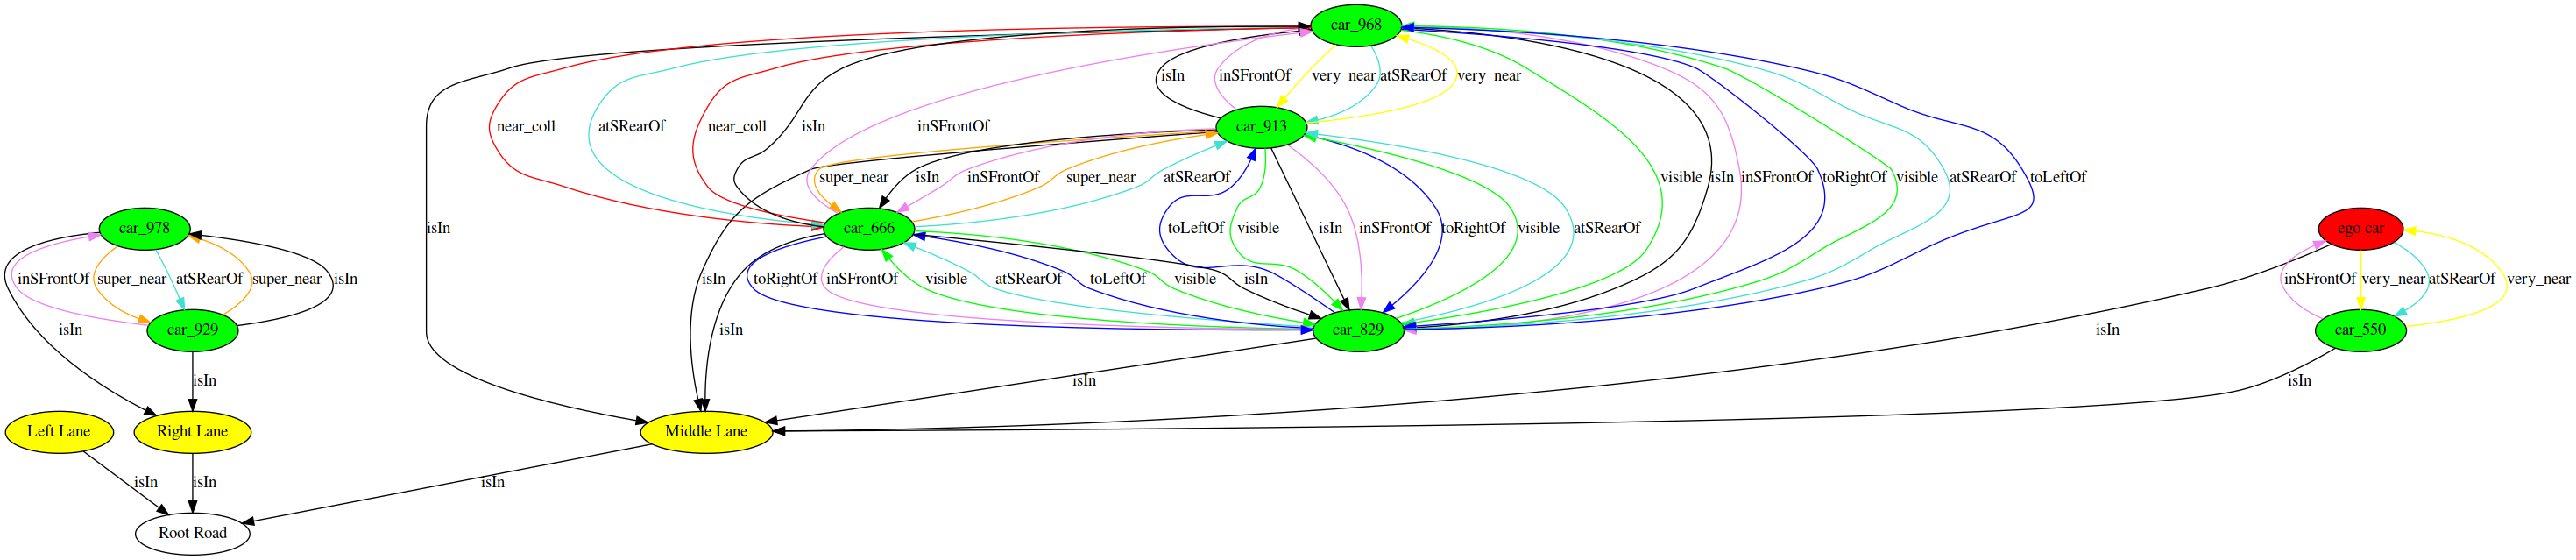 car_968
isIn inSFrontOf very_near atSRearOf very_near
near_coll atSRearOf near_coll isIn inSFrontOf car_913
super_near isIn inSFrontOf super_near atSRearOf visible isIn inSFrontOf toRightOf visible atSRearOf toLeftOf
car_978 isIn car_666 toLeftOf visible isIn inSFrontOf toRightOf visible atSRearOf ego car
inSFrontOf super_near atSRearOf super_near isIn isIn toRightOf inSFrontOf visible atSRearOf toLeftOf visible isIn inSFrontOf very_near atSRearOf very_near
isIn car_929 isIn car_829 isIn car_550
isIn isIn isIn
Left Lane Right Lane Middle Lane
isIn isIn isIn
Root Road